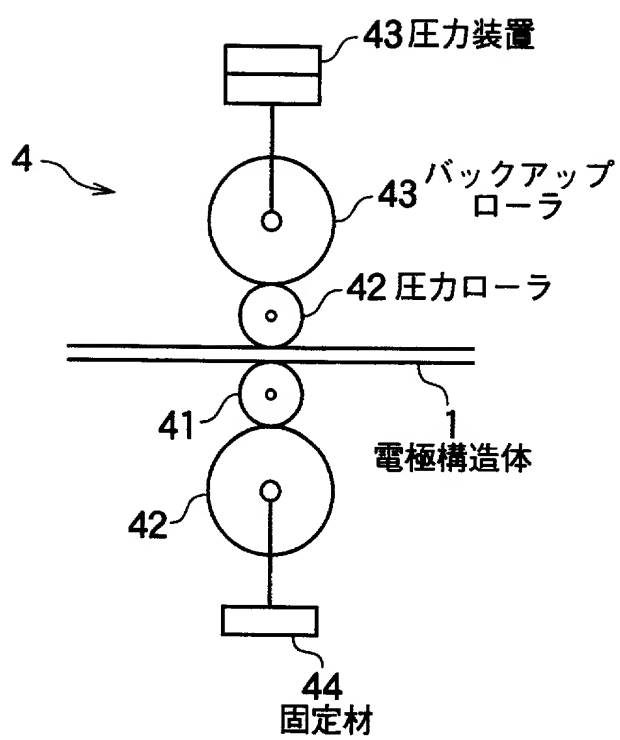 43 圧力装置
4
43 バックアップ
ローラ
42 圧力ローラ
41
1
電極構造体
42
44
固定材